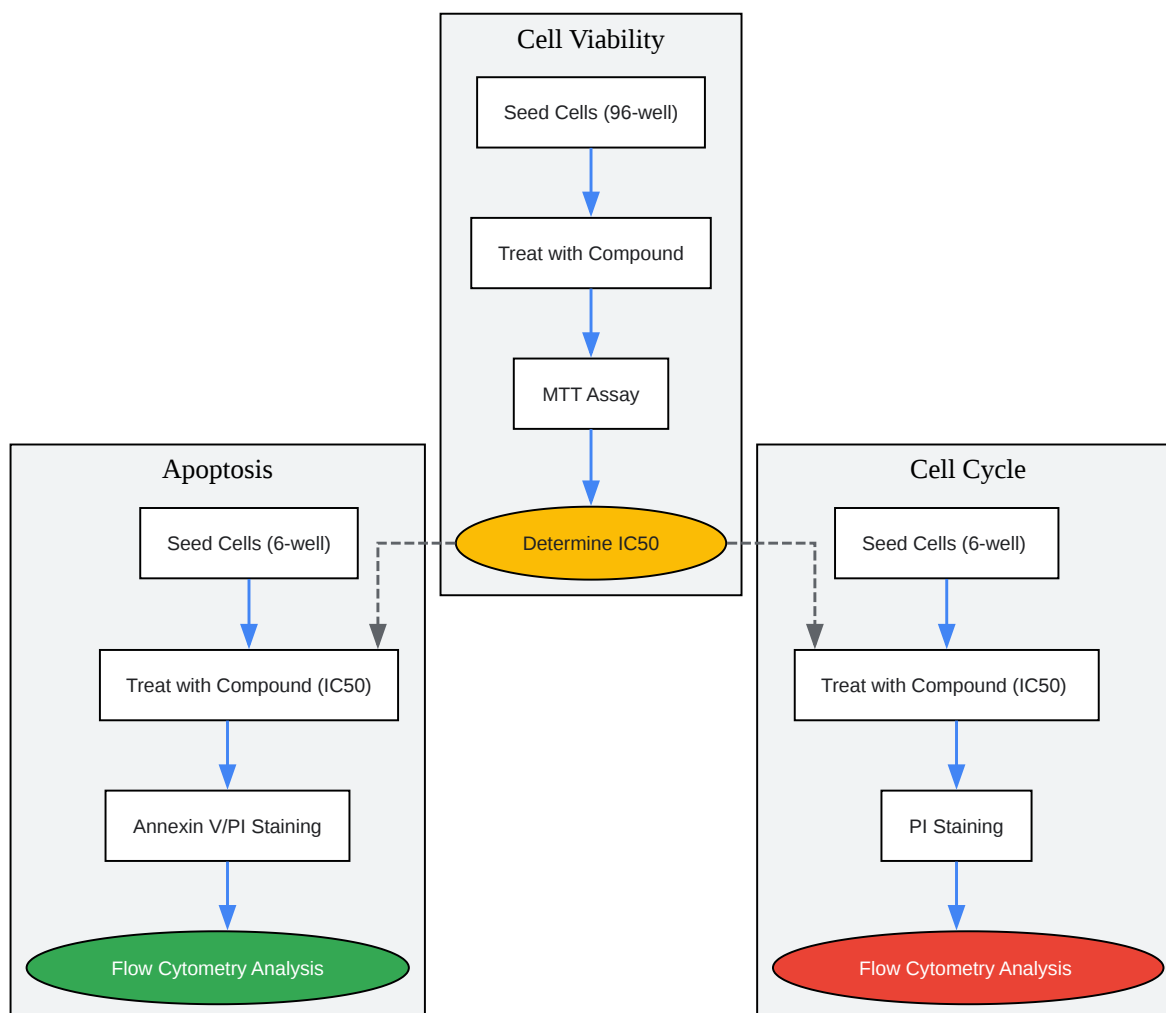 Cell Viability
Seed Cells (96-well)
Treat with Compound
MTT Assay
Determine IC50
Apoptosis
Seed Cells (6-well)
Treat with Compound (IC50)
Annexin V/PI Staining
Flow Cytometry Analysis
Cell Cycle
Seed Cells (6-well)
Treat with Compound (IC50)
PI Staining
Flow Cytometry Analysis